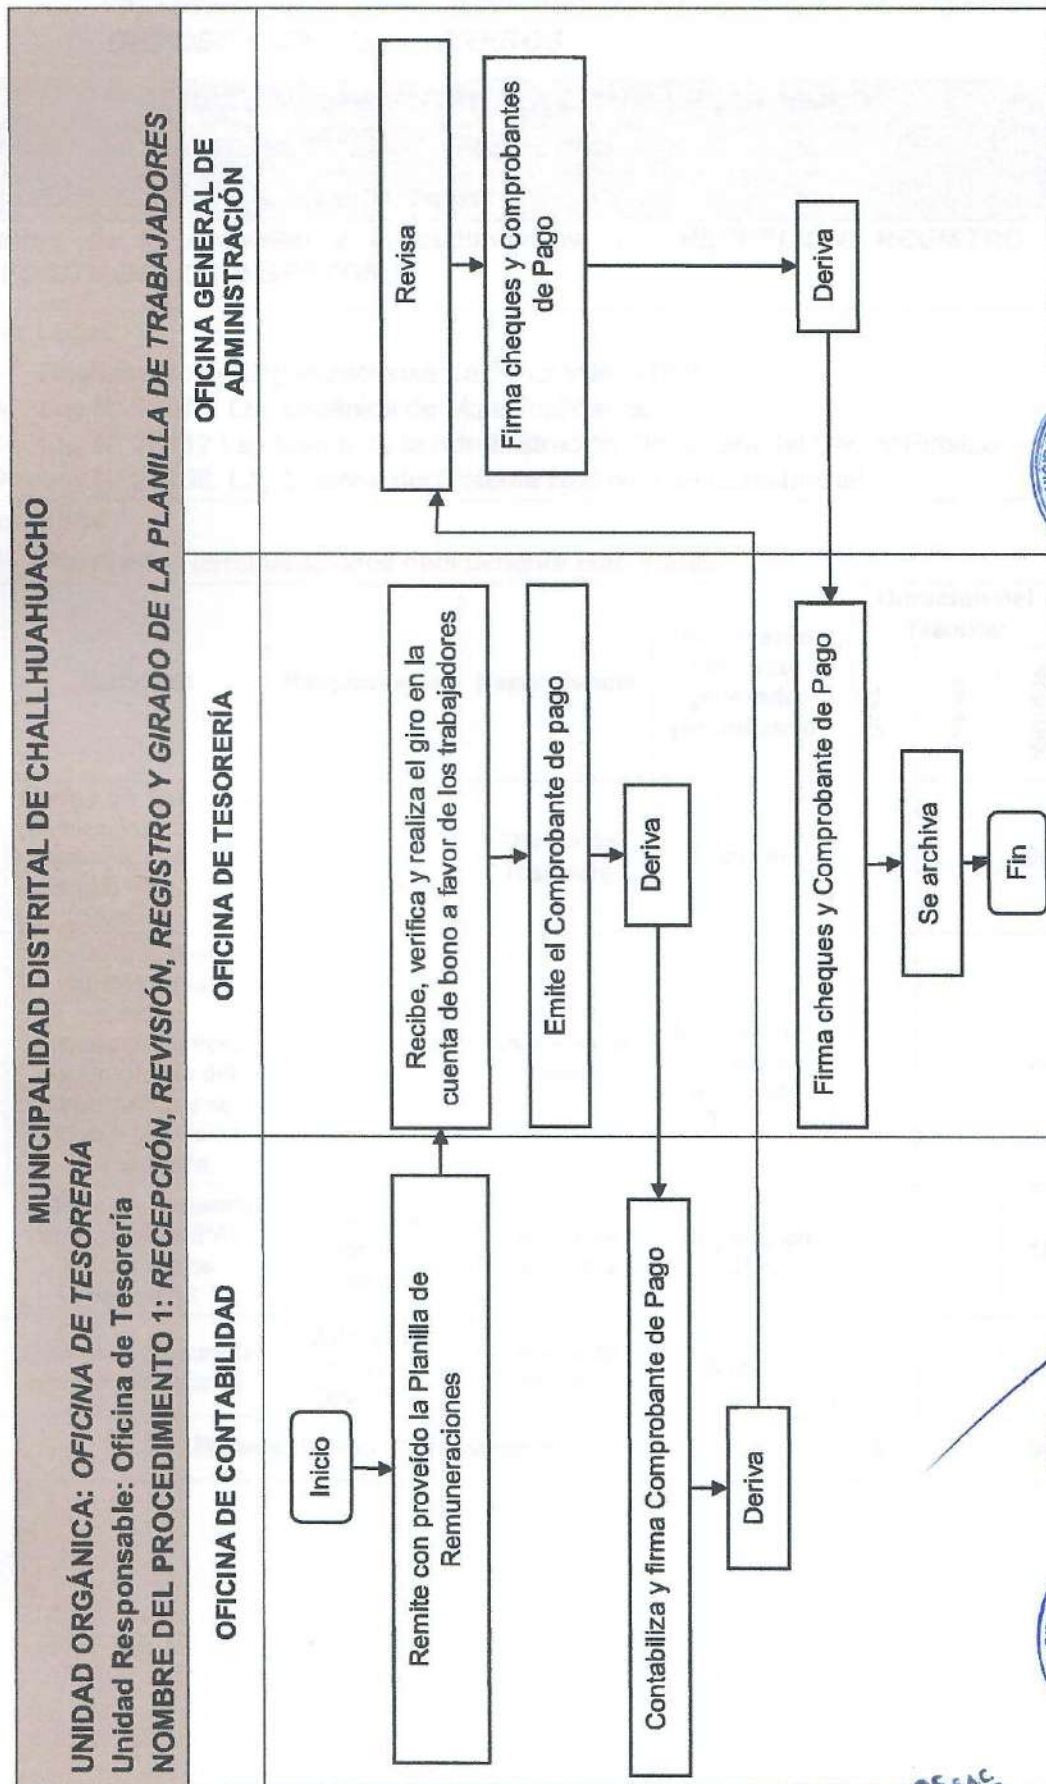 MUNICIPALIDAD DISTRITAL DE CHALLHUAHUACHO
UNIDAD ORGÁNICA: OFICINA DE TESORERÍA
Unidad Responsable: Oficina de Tesorería
NOMBRE DEL PROCEDIMIENTO 1: RECEPCIÓN, REVISIÓN, REGISTRO Y GIRADO DE LA PLANILLA DE TRABAJADORES
OFICINA DE CONTABILIDAD
OFICINA DE TESORERÍA
OFICINA GENERAL DE
ADMINISTRACIÓN
Inicio
Remite con proveído la Planilla de
Remuneraciones
Recibe, verifica y realiza el giro en la
cuenta de bono a favor de los trabajadores
Emite el Comprobante de pago
Deriva
Contabiliza y firma Comprobante de Pago
Deriva
Revisa
Firma cheques y Comprobantes
de Pago
Deriva
Firma cheques y Comprobante de Pago
Se archiva
Fin